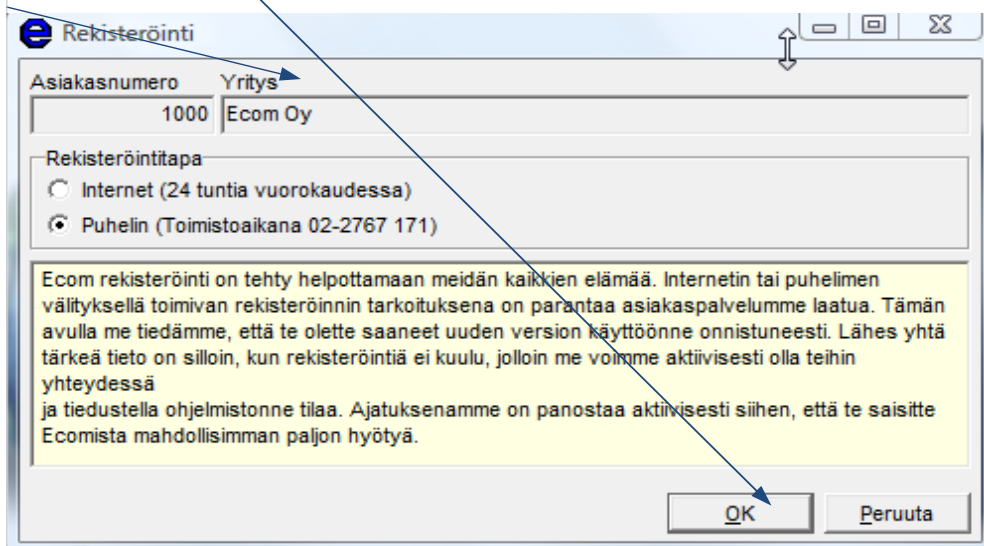 Rekisteröinti
Asiakasnumero Yritys
1000 Ecom Oy
Rekisteröintitapa
Internet (24 tuntia vuorokaudessa)
Puhelin (Toimistoaikana 02-2767 171)
Ecom rekisteröinti on tehty helpottamaan meidän kaikkien elämää. Internetin tai puhelimen
välityksellä toimivan rekisteröinnin tarkoituksena on parantaa asiakaspalvelumme laatua. Tämän
avulla me tiedämme, että te olette saaneet uuden version käyttöönne onnistuneesti. Lähes yhtä
tärkeä tieto on silloin, kun rekisteröintiä ei kuulu, jolloin me voimme aktiivisesti olla teihin
yhteydessä
ja tiedustella ohjelmistonne tilaa. Ajatuksenamme on panostaa aktiivisesti siihen, että te saisitte
Ecomista mahdollisimman paljon hyötyä.
OK Peruuta